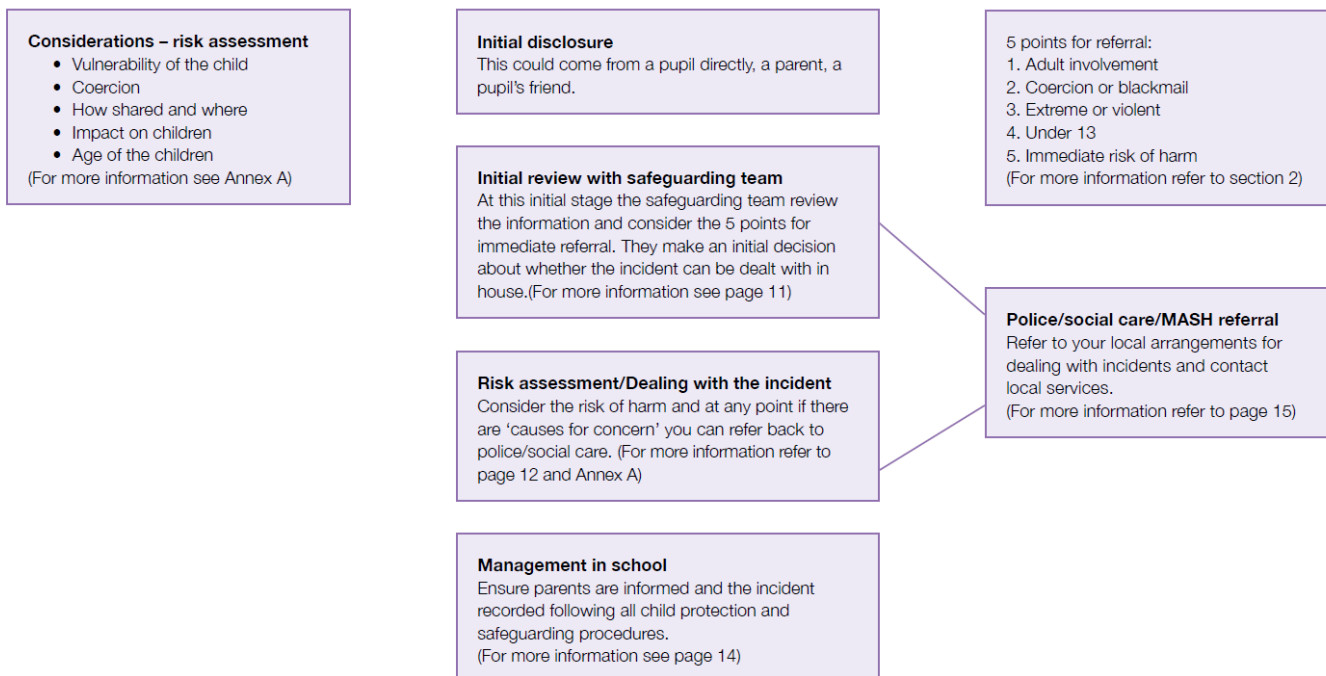 Considerations – risk assessment
• Vulnerability of the child
• Coercion
• How shared and where
• Impact on children
• Age of the children
(For more information see Annex A)
Initial disclosure
This could come from a pupil directly, a parent, a
pupil's friend.
5 points for referral:
1. Adult involvement
2. Coercion or blackmail
3. Extreme or violent
4. Under 13
5. Immediate risk of harm
(For more information refer to section 2)
Initial review with safeguarding team
At this initial stage the safeguarding team review
the information and consider the 5 points for
immediate referral. They make an initial decision
about whether the incident can be dealt with in
house.(For more information see page 11)
Police/social care/MASH referral
Refer to your local arrangements for
dealing with incidents and contact
local services.
(For more information refer to page 15)
Risk assessment/Dealing with the incident
Consider the risk of harm and at any point if there
are ‘causes for concern’ you can refer back to
police/social care. (For more information refer to
page 12 and Annex A)
Management in school
Ensure parents are informed and the incident
recorded following all child protection and
safeguarding procedures.
(For more information see page 14)